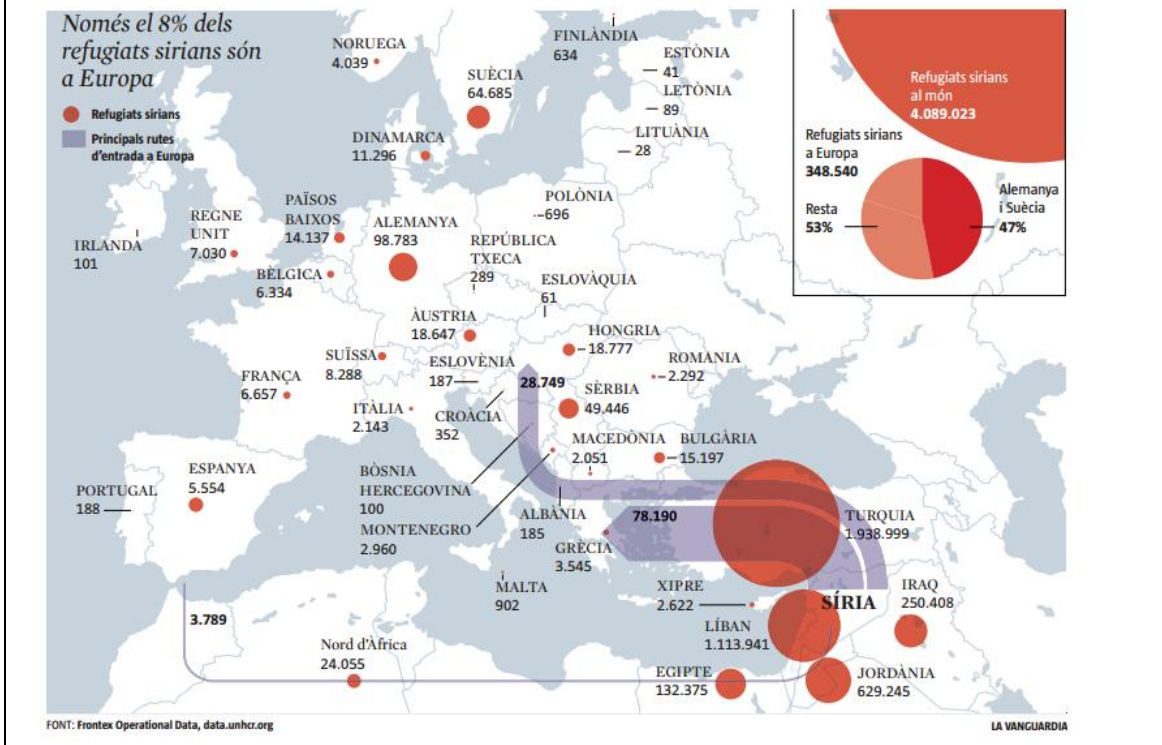 Només el 8% dels
refugiats sirians són
a Europa
Refugiats sirians
Principals rutes
d'entrada a Europa
NORUEGA
4.039
FINLÀNDIA
634
SUÈCIA
64.685
ESTÒNIA
41
LETÒNIA
89
LITUÀNIA
28
DINAMARCA
11.296
Refugiats sirians
al món
4.089.023
Refugiats sirians
a Europa
348.540
Resta
53%
Alemanya
i Suècia
47%
IRLANDA
101
REGNE
UNIT
7.030
PAÏSOS
BAIXOS
14.137
BÈLGICA
6.334
ALEMANYA
98.783
POLÒNIA
696
REPÚBLICA
TXECA
289
ESLOVÀQUIA
61
ÀUSTRIA
18.647
HONGRIA
18.777
SUÏSSA
8.288
ESLOVÈNIA
187
ROMANIA
2.292
FRANÇA
6.657
ITÀLIA
2.143
CROÀCIA
352
28.749
SÈRBIA
49.446
MACEDÒNIA
2.051
BULGÀRIA
15.197
ESPANYA
5.554
PORTUGAL
188
BÒSNIA
HERCEGOVINA
100
MONTENEGRO
2.960
ALBÀNIA
185
GRÈCIA
3.545
78.190
TURQUIA
1.938.999
MALTA
902
XIPRE
2.622
SÍRIA
IRAQ
250.408
LÍBAN
1.113.941
3.789
Nord d'Àfrica
24.055
EGIPTE
132.375
JORDÀNIA
629.245
FONT: Frontex Operational Data, data.unhcr.org
LA VANGUARDIA